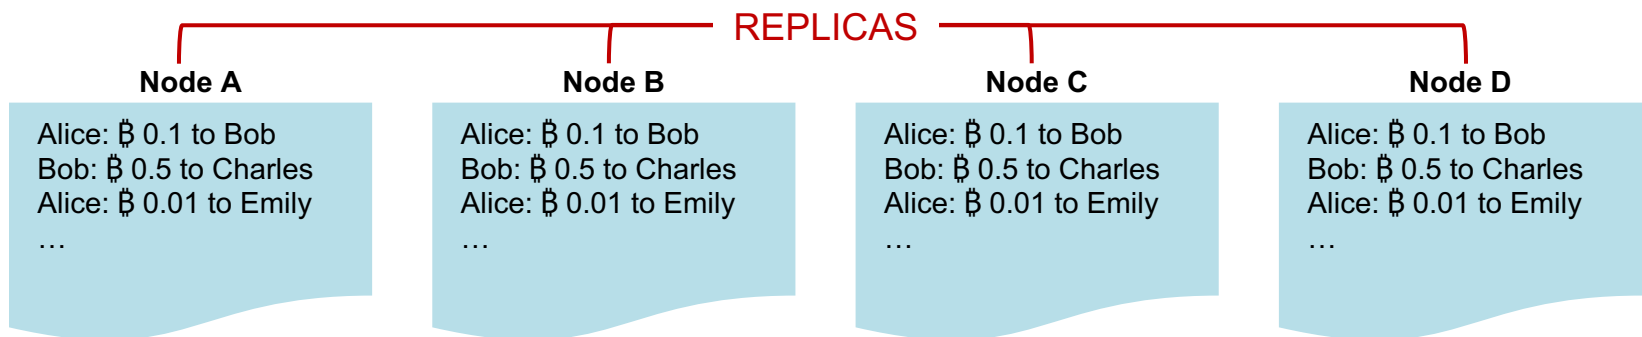 REPLICAS
Node A
Alice: ₿ 0.1 to Bob
Bob: ₿ 0.5 to Charles
Alice: ₿ 0.01 to Emily
…
Node B
Alice: ₿ 0.1 to Bob
Bob: ₿ 0.5 to Charles
Alice: ₿ 0.01 to Emily
…
Node C
Alice: ₿ 0.1 to Bob
Bob: ₿ 0.5 to Charles
Alice: ₿ 0.01 to Emily
…
Node D
Alice: ₿ 0.1 to Bob
Bob: ₿ 0.5 to Charles
Alice: ₿ 0.01 to Emily
…